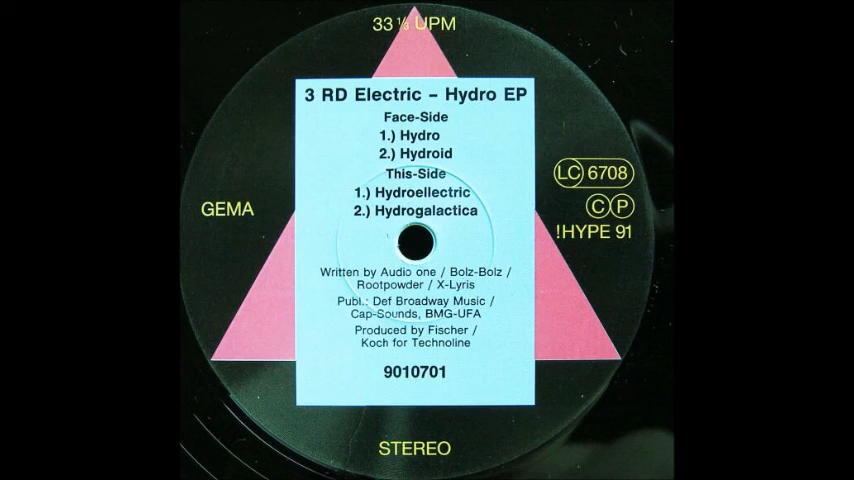 33 ⅓ UPM
3 RD Electric – Hydro EP
Face-Side
1.) Hydro
2.) Hydroid
This-Side
1.) Hydroellectric
2.) Hydrogalactica
GEMA
LC 6708
C P
!HYPE 91
Written by Audio one / Bolz-Bolz /
Rootpowder / X-Lyris
Publ.: Def Broadway Music /
Cap-Sounds, BMG-UFA
Produced by Fischer /
Koch for Technoline
9010701
STEREO